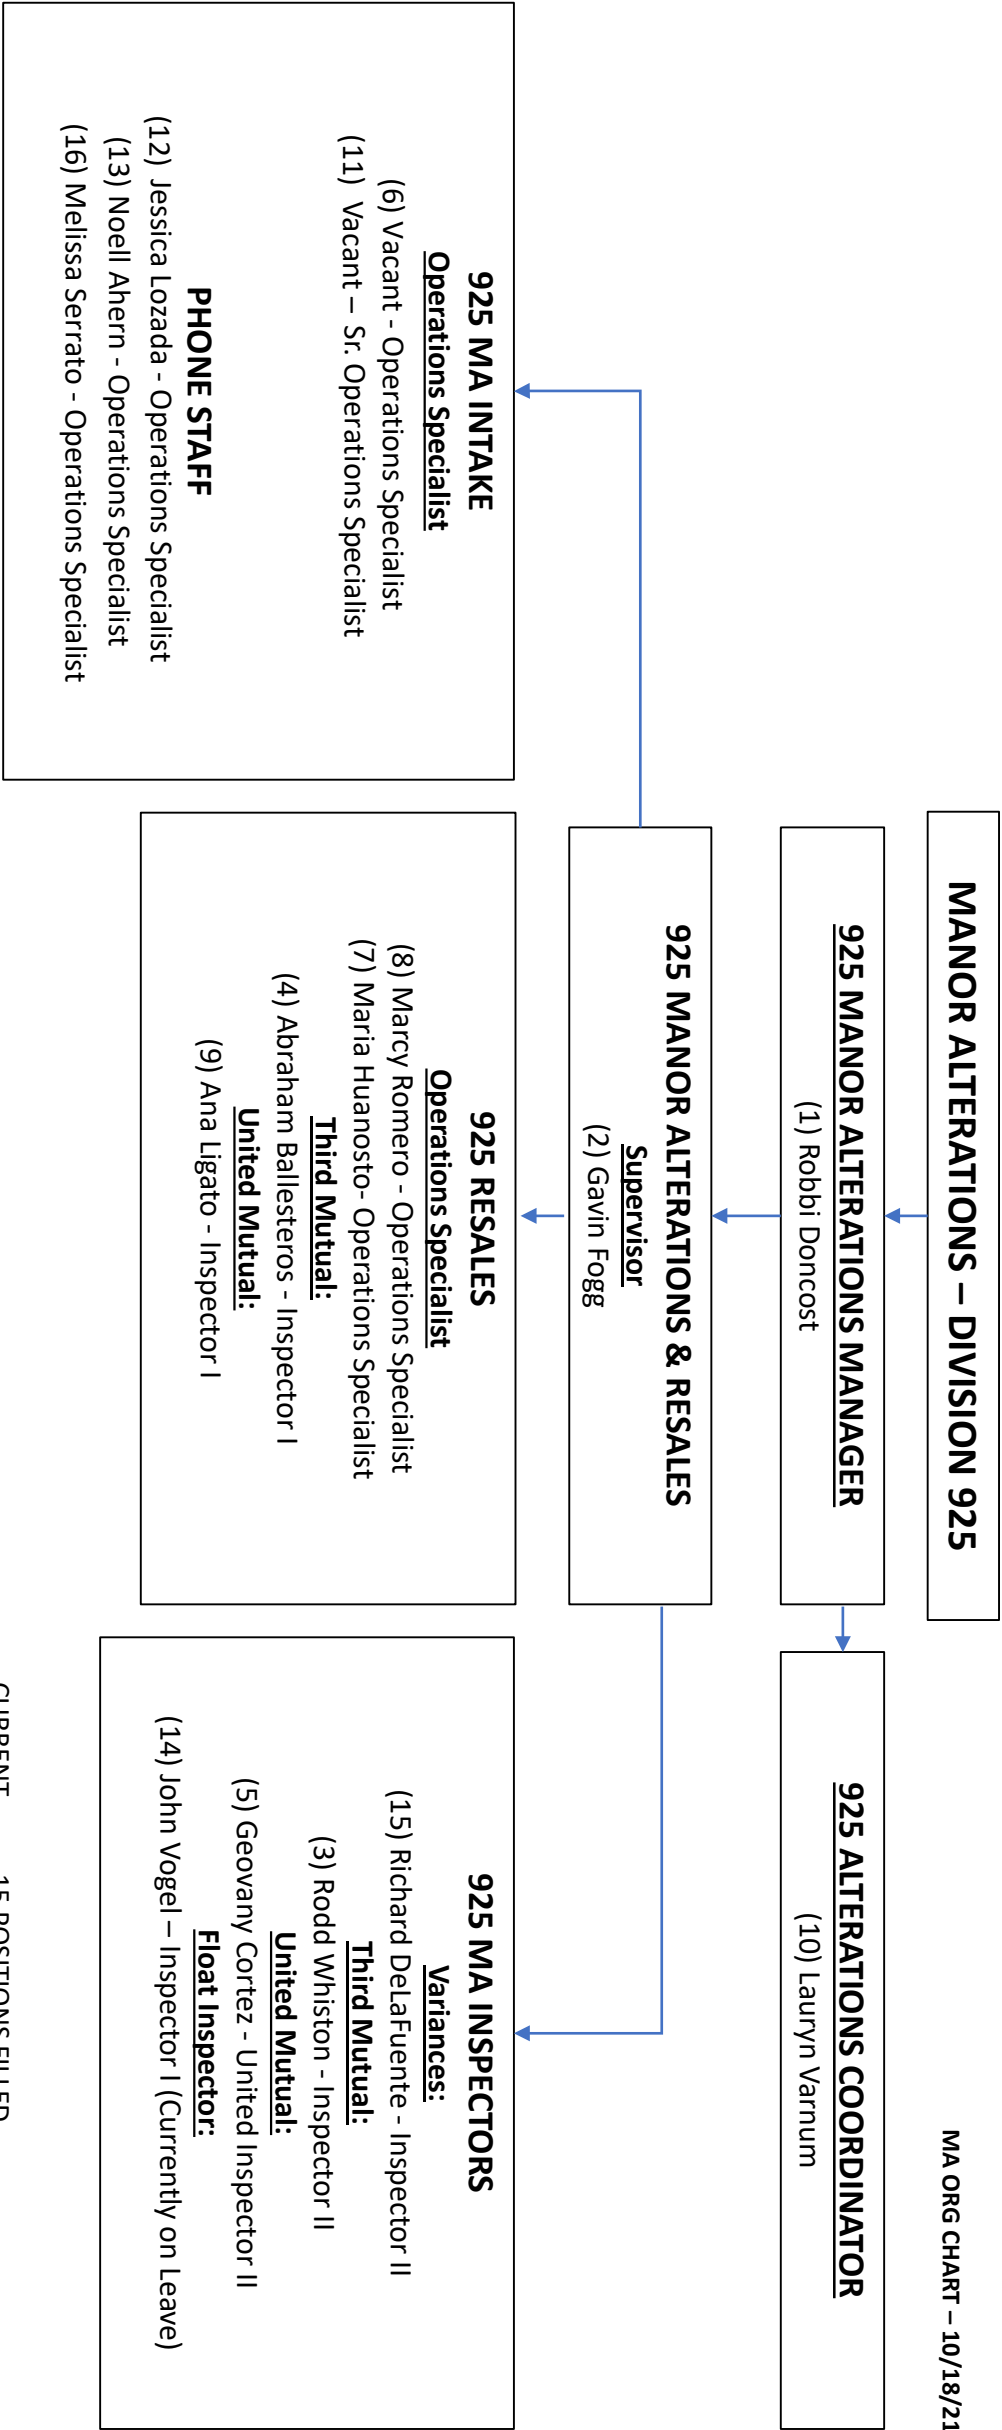 MA ORG CHART – 10/18/21
MANOR ALTERATIONS – DIVISION 925
925 MANOR ALTERATIONS MANAGER
(1) Robbi Doncost
925 ALTERATIONS COORDINATOR
(10) Lauryn Varnum
925 MANOR ALTERATIONS & RESALES
Supervisor
(2) Gavin Fogg
925 MA INTAKE
Operations Specialist
(6) Vacant - Operations Specialist
(11) Vacant – Sr. Operations Specialist
PHONE STAFF
(12) Jessica Lozada - Operations Specialist
(13) Noell Ahern - Operations Specialist
(16) Melissa Serrato - Operations Specialist
925 RESALES
Operations Specialist
(8) Marcy Romero - Operations Specialist
(7) Maria Huanosto- Operations Specialist
Third Mutual:
(4) Abraham Ballesteros - Inspector I
United Mutual:
(9) Ana Ligato - Inspector I
925 MA INSPECTORS
Variances:
(15) Richard DeLaFuente - Inspector II
Third Mutual:
(3) Rodd Whiston - Inspector II
United Mutual:
(5) Geovany Cortez - United Inspector II
Float Inspector:
(14) John Vogel – Inspector I (Currently on Leave)
CURRENT 15 POSITIONS FILLED